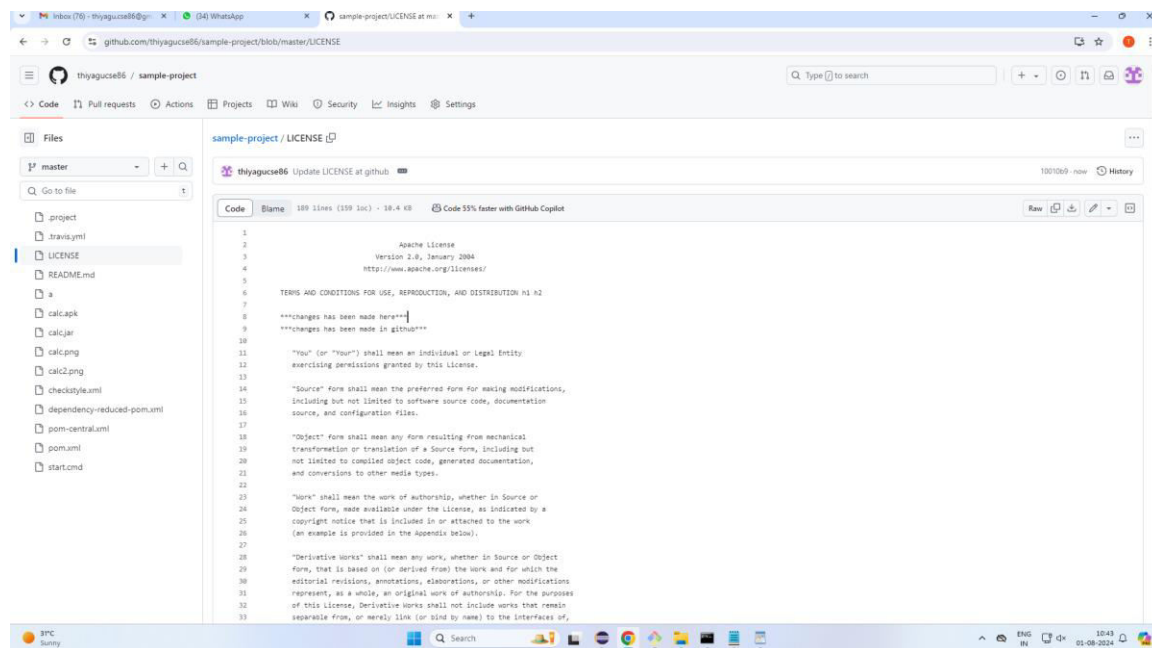 Inbox (76) - thiyagu.cse86@gm
(34) WhatsApp
sample-project/LICENSE at mas
github.com/thiyagucse86/sample-project/blob/master/LICENSE
thiyagucse86 / sample-project
Type / to search
Code Pull requests Actions Projects Wiki Security Insights Settings
Files
master
Go to file t
.project
.travis.yml
LICENSE
README.md
a
calc.apk
calc.jar
calc.png
calc2.png
checkstyle.xml
dependency-reduced-pom.xml
pom-central.xml
pom.xml
start.cmd
sample-project / LICENSE
thiyagucse86 Update LICENSE at github
10010b9 · now History
Code Blame 189 lines (159 loc) · 10.4 KB Code 55% faster with GitHub Copilot Raw
1
2 Apache License
3 Version 2.0, January 2004
4 http://www.apache.org/licenses/
5
6 TERMS AND CONDITIONS FOR USE, REPRODUCTION, AND DISTRIBUTION h1 h2
7
8 ***changes has been made here***
9 ***changes has been made in github***
10
11 "You" (or "Your") shall mean an individual or Legal Entity
12 exercising permissions granted by this License.
13
14 "Source" form shall mean the preferred form for making modifications,
15 including but not limited to software source code, documentation
16 source, and configuration files.
17
18 "Object" form shall mean any form resulting from mechanical
19 transformation or translation of a Source form, including but
20 not limited to compiled object code, generated documentation,
21 and conversions to other media types.
22
23 "Work" shall mean the work of authorship, whether in Source or
24 Object form, made available under the License, as indicated by a
25 copyright notice that is included in or attached to the work
26 (an example is provided in the Appendix below).
27
28 "Derivative Works" shall mean any work, whether in Source or Object
29 form, that is based on (or derived from) the Work and for which the
30 editorial revisions, annotations, elaborations, or other modifications
31 represent, as a whole, an original work of authorship. For the purposes
32 of this License, Derivative Works shall not include works that remain
33 separable from, or merely link (or bind by name) to the interfaces of,
31°C
Sunny
Search
ENG
IN
10:43
01-08-2024